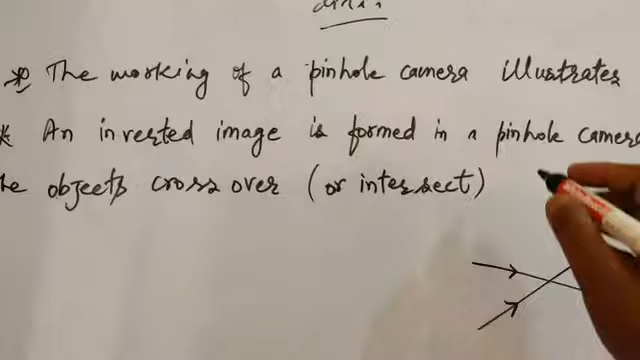 * The working of a pinhole camera illustrates
* An inverted image is formed in a pinhole camera
he objects cross over (or intersect)